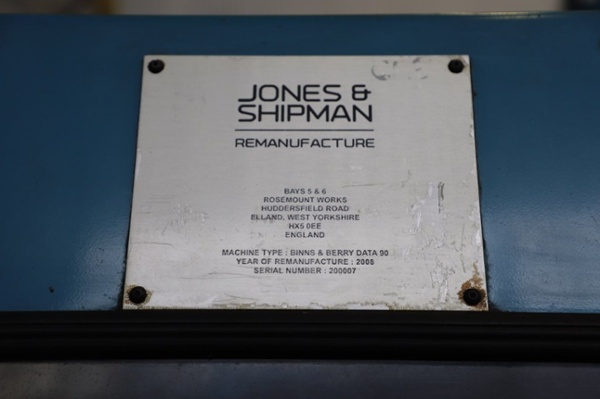 JONES &
SHIPMAN
REMANUFACTURE
BAYS 5 & 6
ROSEMOUNT WORKS
HUDDERSFIELD ROAD
ELLAND, WEST YORKSHIRE
HX5 0EE
ENGLAND
MACHINE TYPE : BINNS & BERRY DATA 90
YEAR OF REMANUFACTURE : 2008
SERIAL NUMBER : 200007